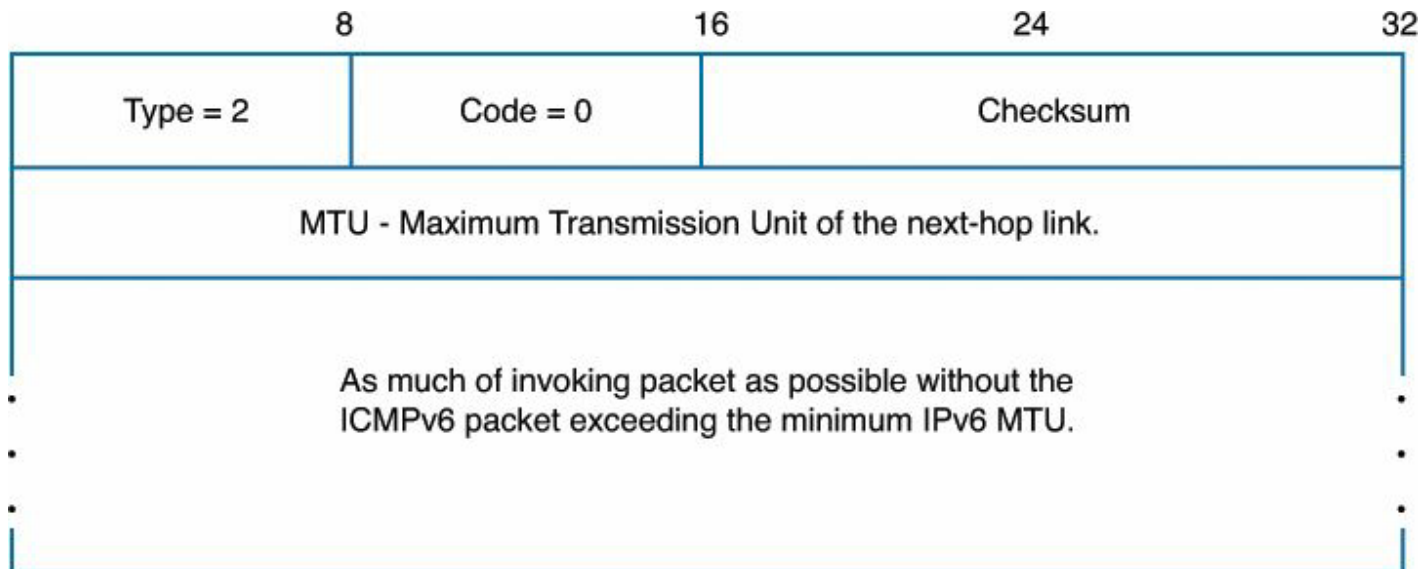 8 16 24 32
Type = 2 Code = 0 Checksum
MTU - Maximum Transmission Unit of the next-hop link.
As much of invoking packet as possible without the
ICMPv6 packet exceeding the minimum IPv6 MTU.